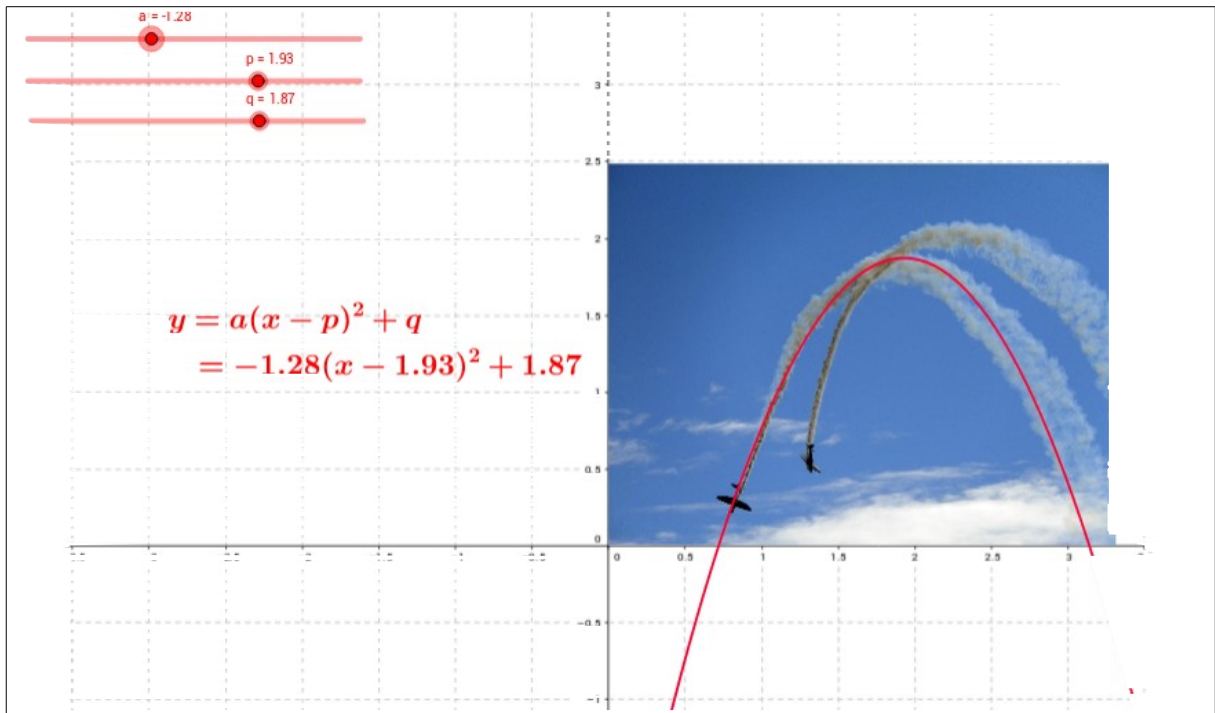 a = -1.28
p = 1.93
q = 1.87
3
2.5
2
y = a(x − p)² + q
1.5
= −1.28(x − 1.93)² + 1.87
1
0.5
0
0 0.5 1 1.5 2 2.5 3
−0.5
−1